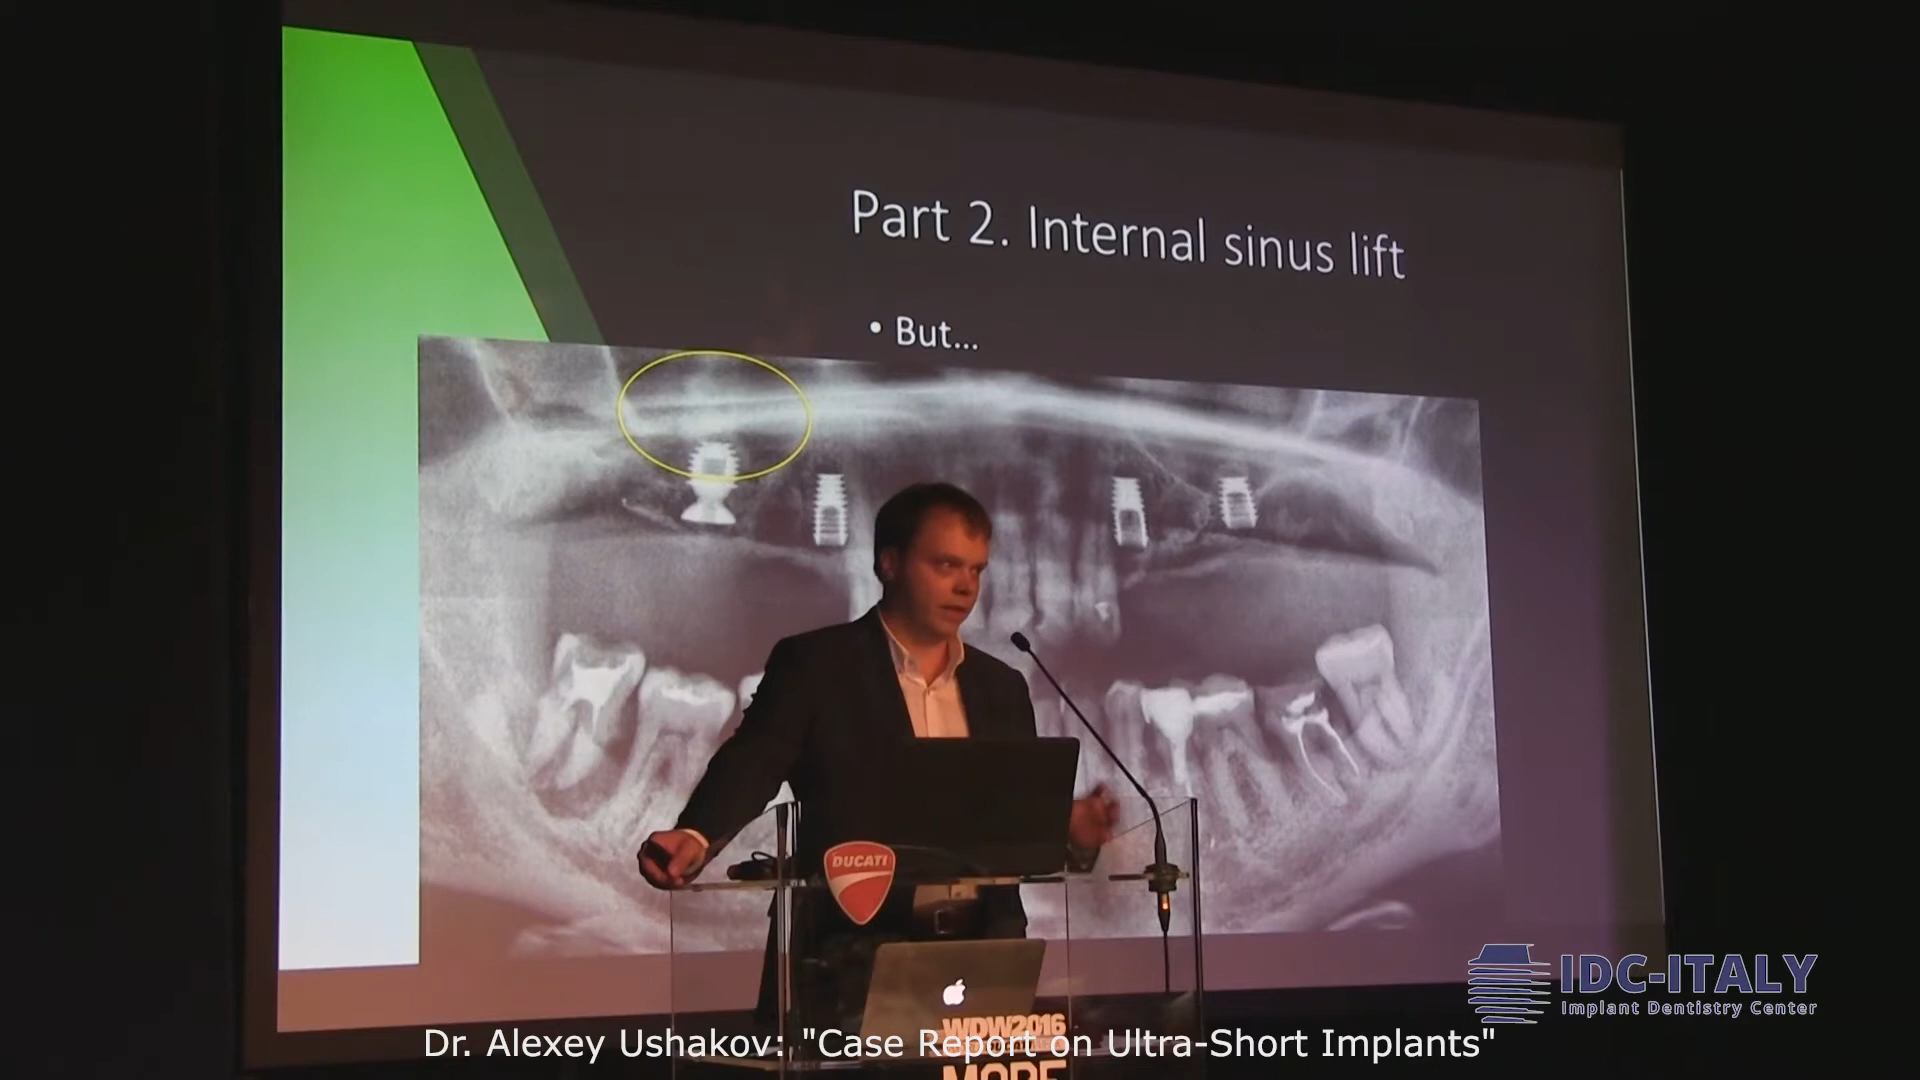 Part 2. Internal sinus lift
• But...
DUCATI
IDC-ITALY
Implant Dentistry Center
WDW2016
Dr. Alexey Ushakov: "Case Report on Ultra-Short Implants"
MORE